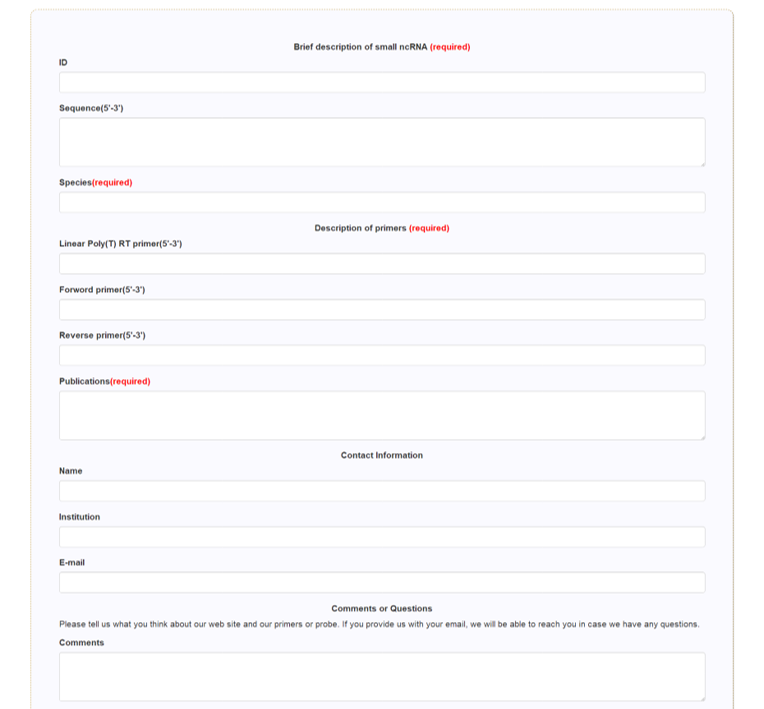 Brief description of small ncRNA (required)
ID
Sequence(5'-3')
Species(required)
Description of primers (required)
Linear Poly(T) RT primer(5'-3')
Forword primer(5'-3')
Reverse primer(5'-3')
Publications(required)
Contact Information
Name
Institution
E-mail
Comments or Questions
Please tell us what you think about our web site and our primers or probe. If you provide us with your email, we will be able to reach you in case we have any questions.
Comments